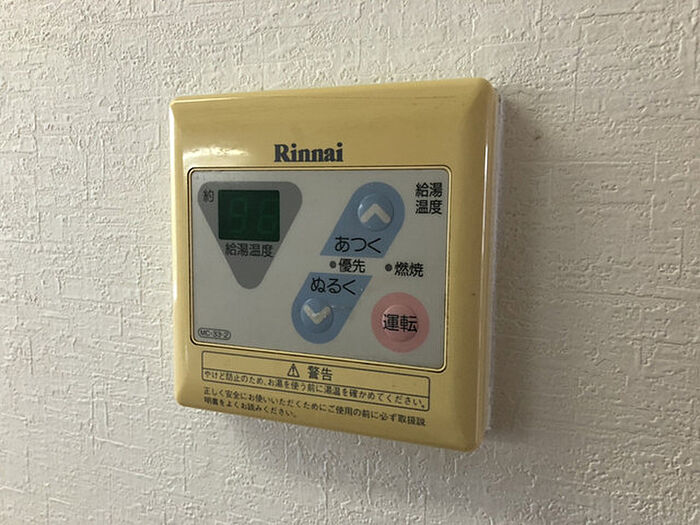 Rinnai
約
給湯温度
給湯
温度
あつく
優先
燃焼
ぬるく
運転
MC-33-2
警告
やけど防止のため、お湯を使う前に湯温を確かめてください。
正しく安全にお使いいただくためにご使用の前に必ず取扱説
明書をよくお読みください。